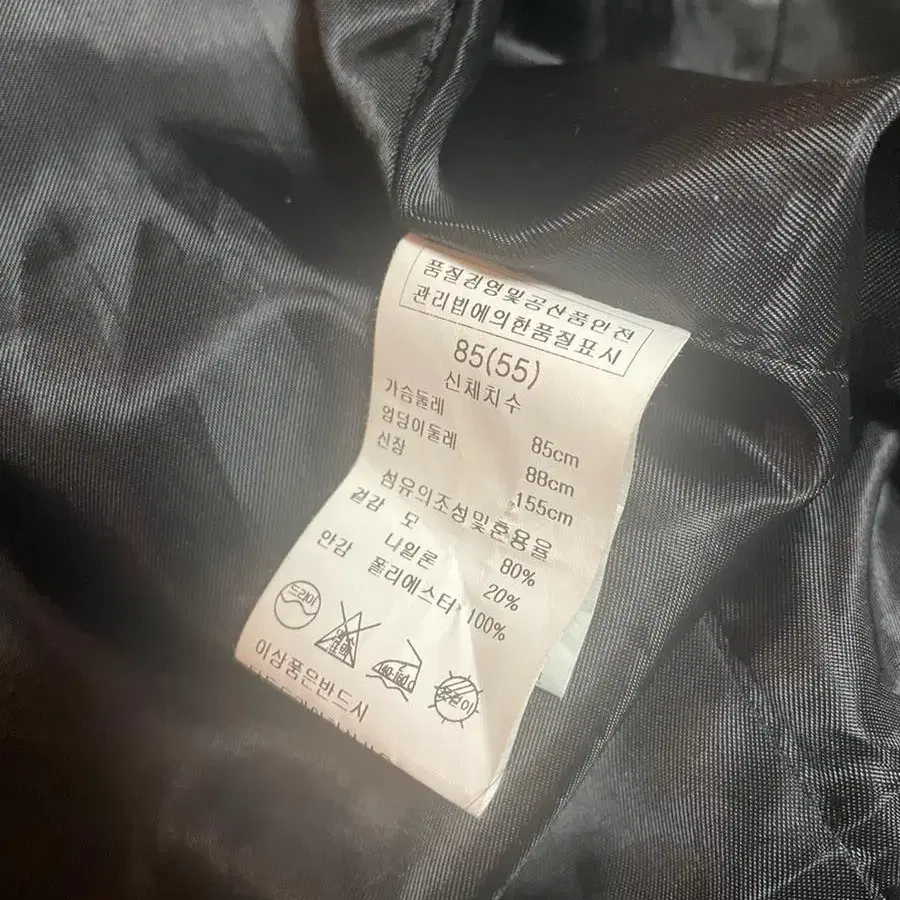 품질경영및공산품안전
관리법에의한품질표시
85(55)
신체치수
가슴둘레 85cm
엉덩이둘레 88cm
신장 155cm
섬유의조성및혼용율
겉감 모 80%
나일론 20%
안감 폴리에스터 100%
드라이
옷걸이
이상품은반드시